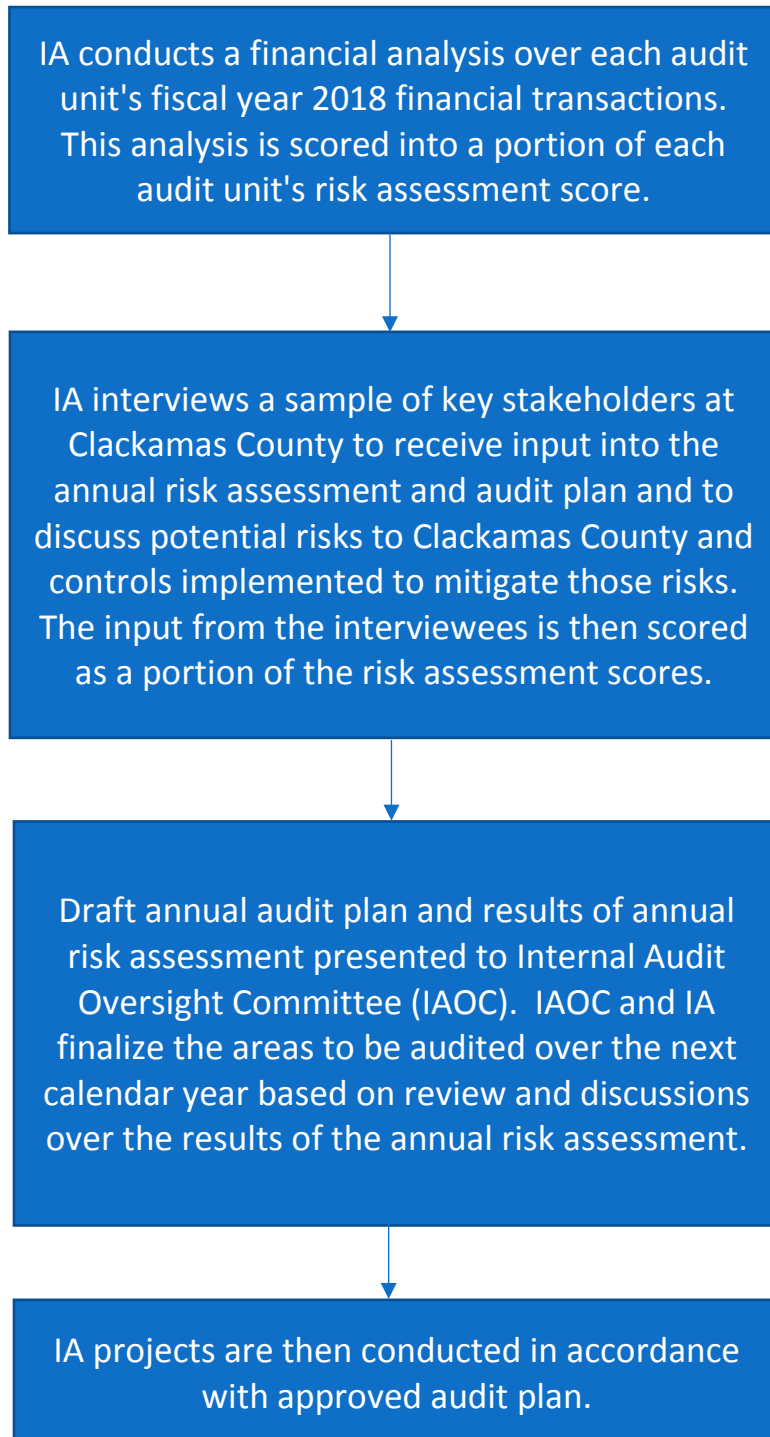 IA conducts a financial analysis over each audit
unit's fiscal year 2018 financial transactions.
This analysis is scored into a portion of each
audit unit's risk assessment score.
IA interviews a sample of key stakeholders at
Clackamas County to receive input into the
annual risk assessment and audit plan and to
discuss potential risks to Clackamas County and
controls implemented to mitigate those risks.
The input from the interviewees is then scored
as a portion of the risk assessment scores.
Draft annual audit plan and results of annual
risk assessment presented to Internal Audit
Oversight Committee (IAOC).  IAOC and IA
finalize the areas to be audited over the next
calendar year based on review and discussions
over the results of the annual risk assessment.
IA projects are then conducted in accordance
with approved audit plan.